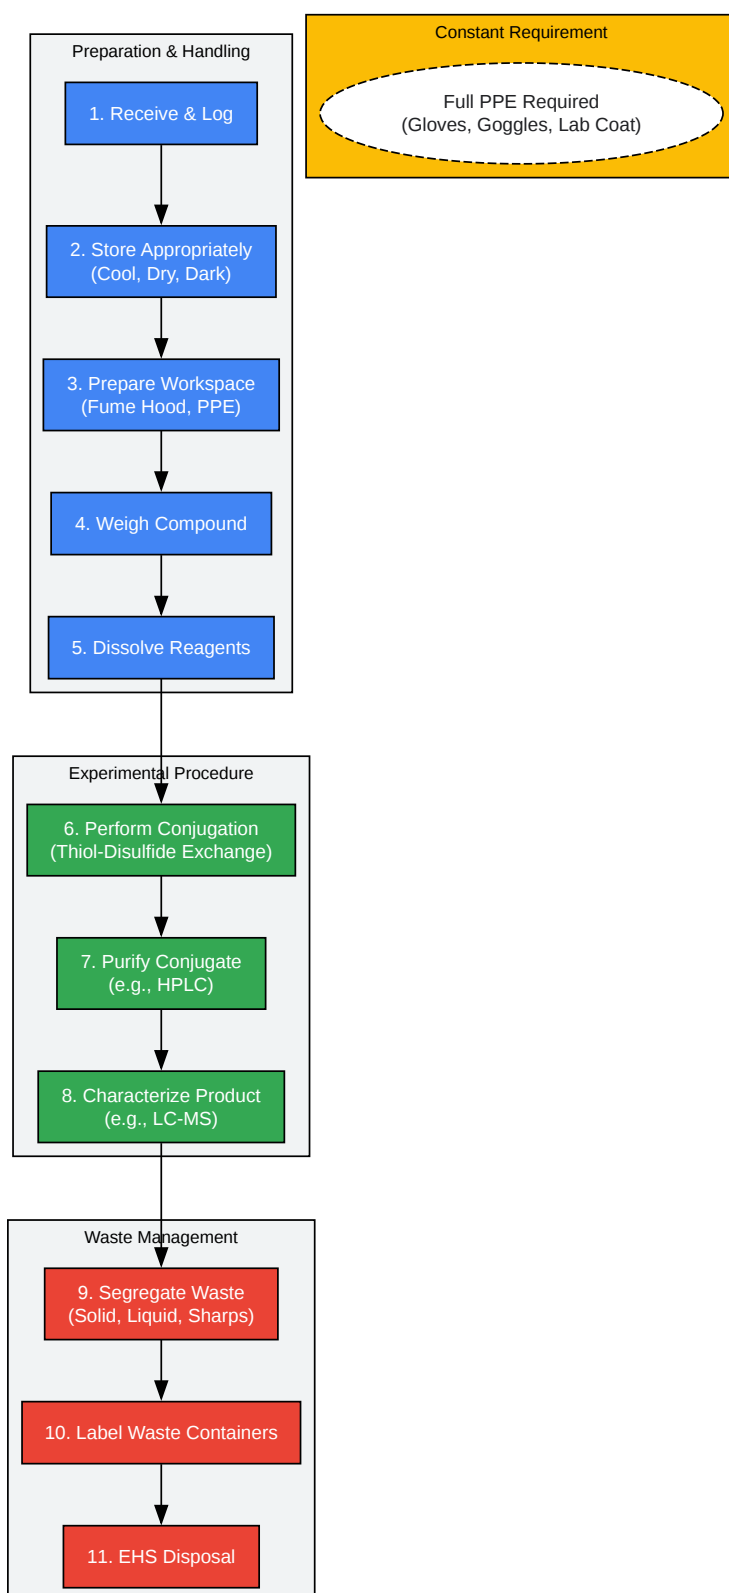 Preparation & Handling
1. Receive & Log
2. Store Appropriately
(Cool, Dry, Dark)
3. Prepare Workspace
(Fume Hood, PPE)
4. Weigh Compound
5. Dissolve Reagents
Constant Requirement
Full PPE Required
(Gloves, Goggles, Lab Coat)
Experimental Procedure
6. Perform Conjugation
(Thiol-Disulfide Exchange)
7. Purify Conjugate
(e.g., HPLC)
8. Characterize Product
(e.g., LC-MS)
Waste Management
9. Segregate Waste
(Solid, Liquid, Sharps)
10. Label Waste Containers
11. EHS Disposal